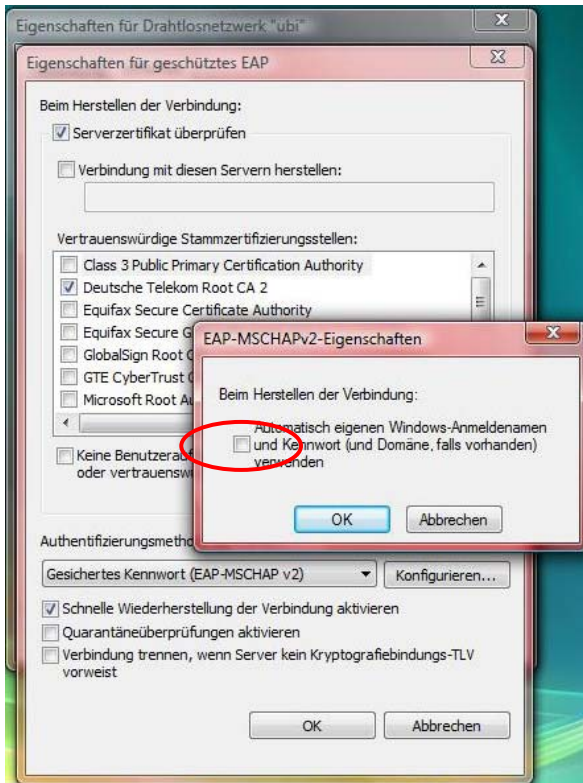 Eigenschaften für Drahtlosnetzwerk "ubi"
Eigenschaften für geschütztes EAP
Beim Herstellen der Verbindung:
Serverzertifikat überprüfen
Verbindung mit diesen Servern herstellen:
Vertrauenswürdige Stammzertifizierungsstellen:
Class 3 Public Primary Certification Authority
Deutsche Telekom Root CA 2
Equifax Secure Certificate Authority
Equifax Secure G
GlobalSign Root C
GTE CyberTrust G
Microsoft Root Au
Keine Benutzerauf
oder vertrauenswü
EAP-MSCHAPv2-Eigenschaften
Beim Herstellen der Verbindung:
Automatisch eigenen Windows-Anmeldenamen
und Kennwort (und Domäne, falls vorhanden)
verwenden
OK Abbrechen
Authentifizierungsmetho
Gesichertes Kennwort (EAP-MSCHAP v2) Konfigurieren...
Schnelle Wiederherstellung der Verbindung aktivieren
Quarantäneüberprüfungen aktivieren
Verbindung trennen, wenn Server kein Kryptografiebindungs-TLV
vorweist
OK Abbrechen